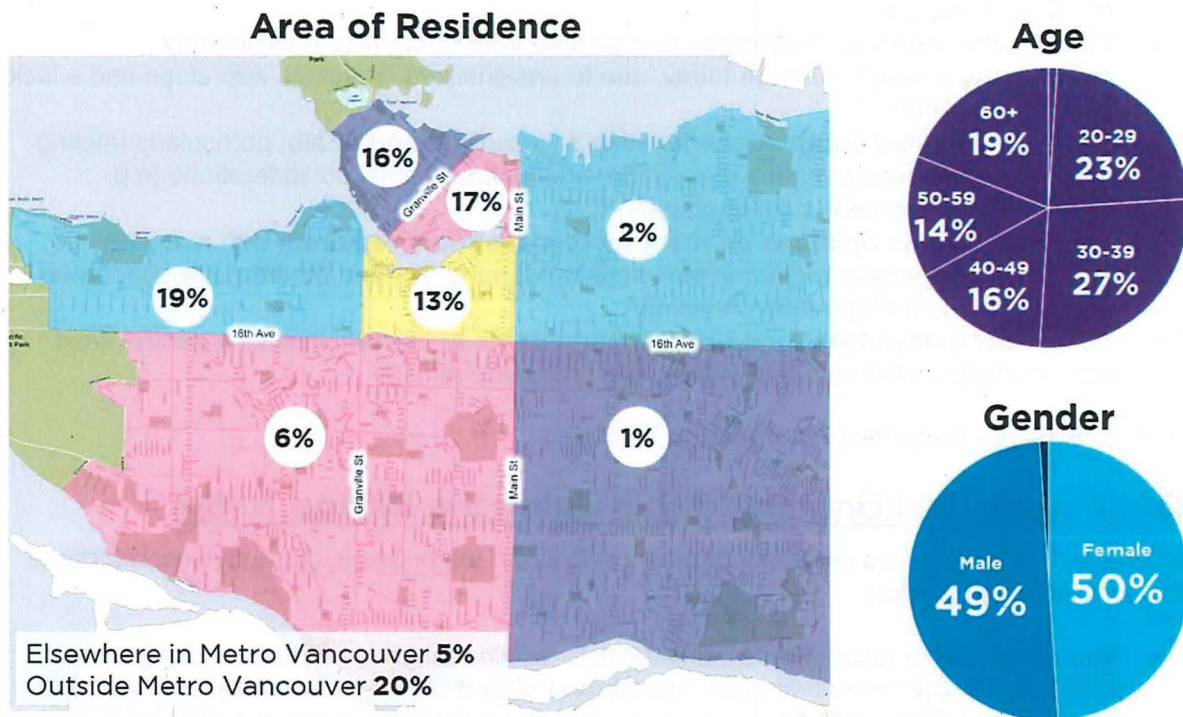 Area of Residence
Park
16%
Granville St
17%
Main St
2%
19%
13%
16th Ave
16th Ave
6%
1%
Granville St
Main St
Elsewhere in Metro Vancouver 5%
Outside Metro Vancouver 20%
Age
60+
19%
20-29
23%
50-59
14%
30-39
27%
40-49
16%
Gender
Male
49%
Female
50%